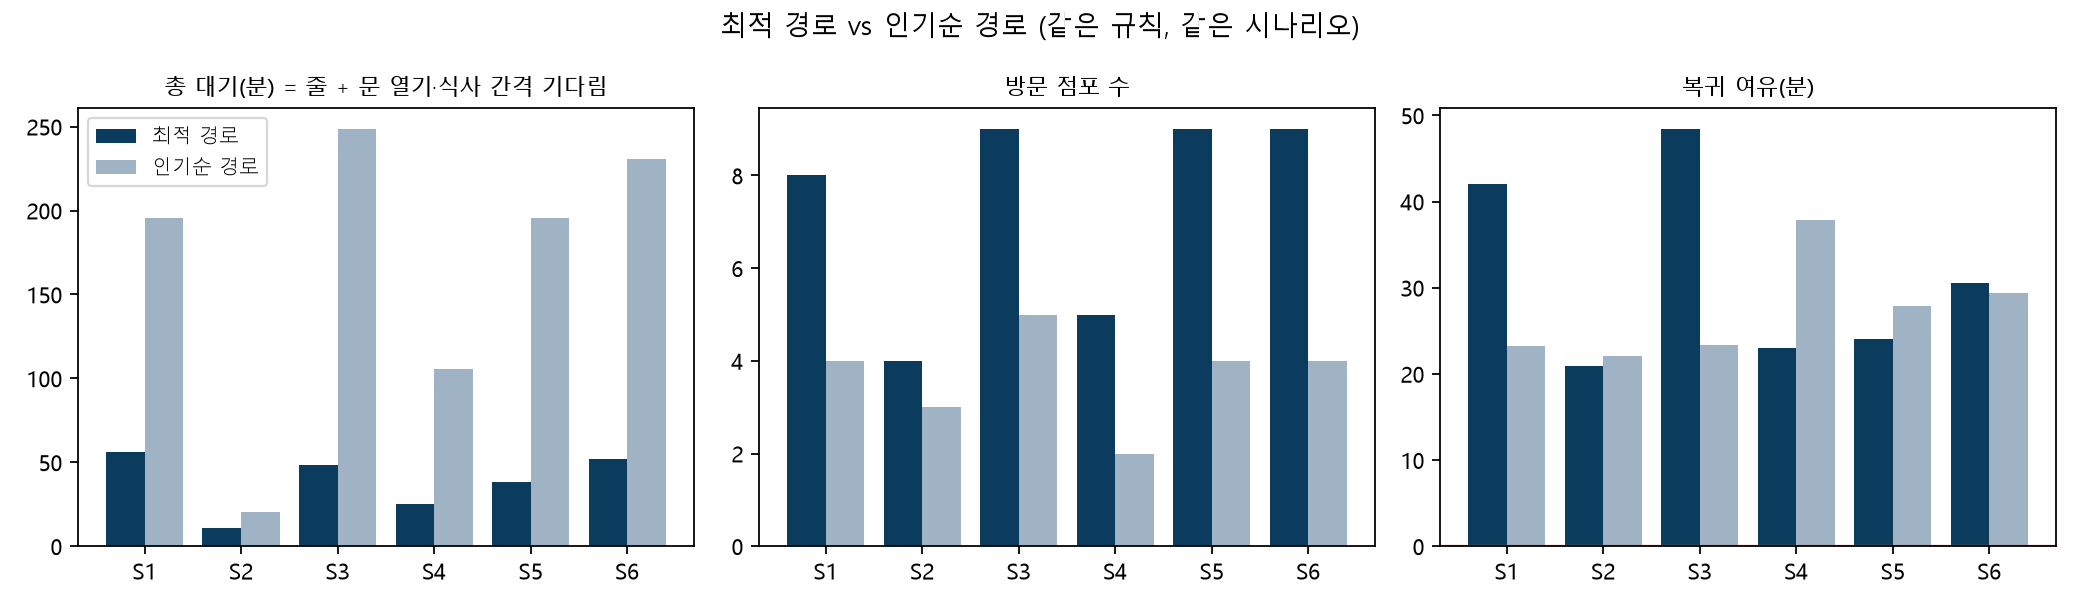 최적 경로 vs 인기순 경로 (같은 규칙, 같은 시나리오)
총 대기(분) = 줄 + 문 열기·식사 간격 기다림
250
200
150
100
50
0
최적 경로
인기순 경로
S1 S2 S3 S4 S5 S6
방문 점포 수
8
6
4
2
0
S1 S2 S3 S4 S5 S6
복귀 여유(분)
50
40
30
20
10
0
S1 S2 S3 S4 S5 S6